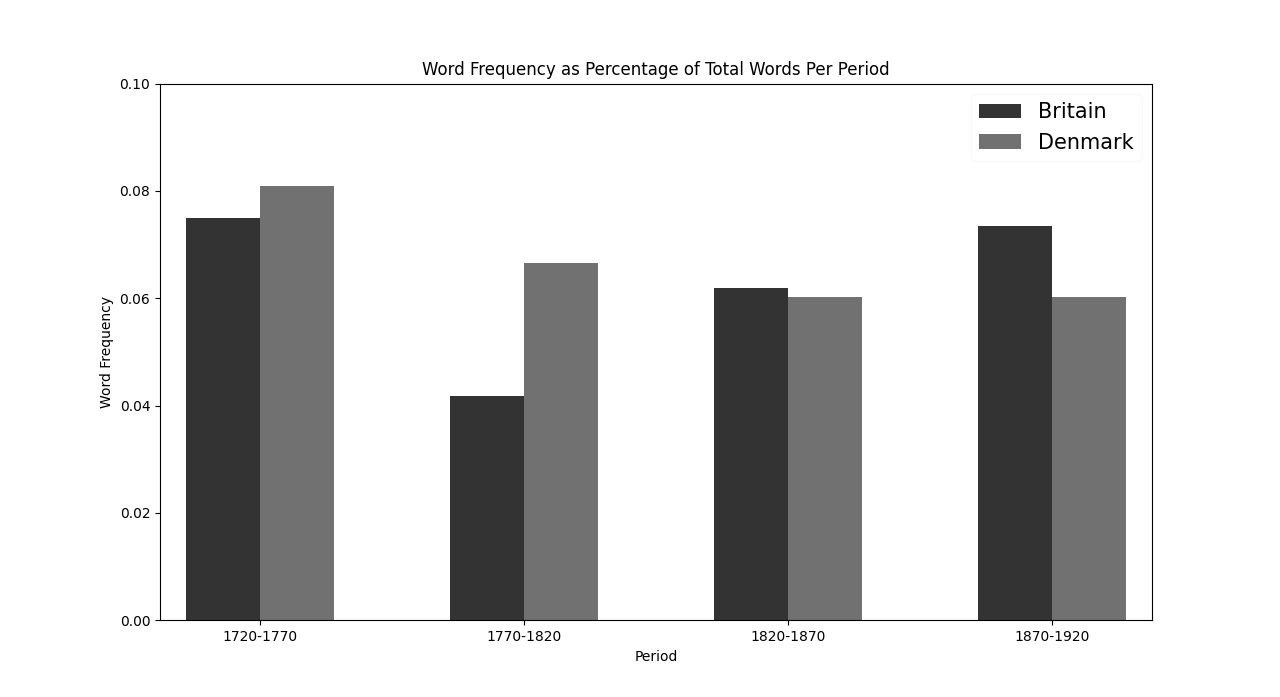 Word Frequency as Percentage of Total Words Per Period
Britain
Denmark
Word Frequency
0.10
0.08
0.06
0.04
0.02
0.00
1720-1770
1770-1820
1820-1870
1870-1920
Period